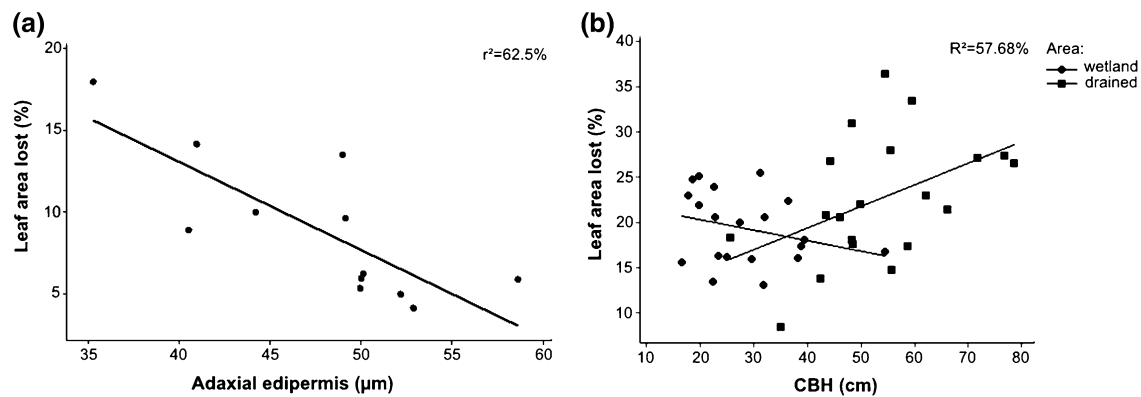 (a)
r²=62.5%
Leaf area lost (%)
20
15
10
5
35 40 45 50 55 60
Adaxial edipermis (µm)
(b)
R²=57.68%
Area:
wetland
drained
Leaf area lost (%)
40
35
30
25
20
15
10
10 20 30 40 50 60 70 80
CBH (cm)